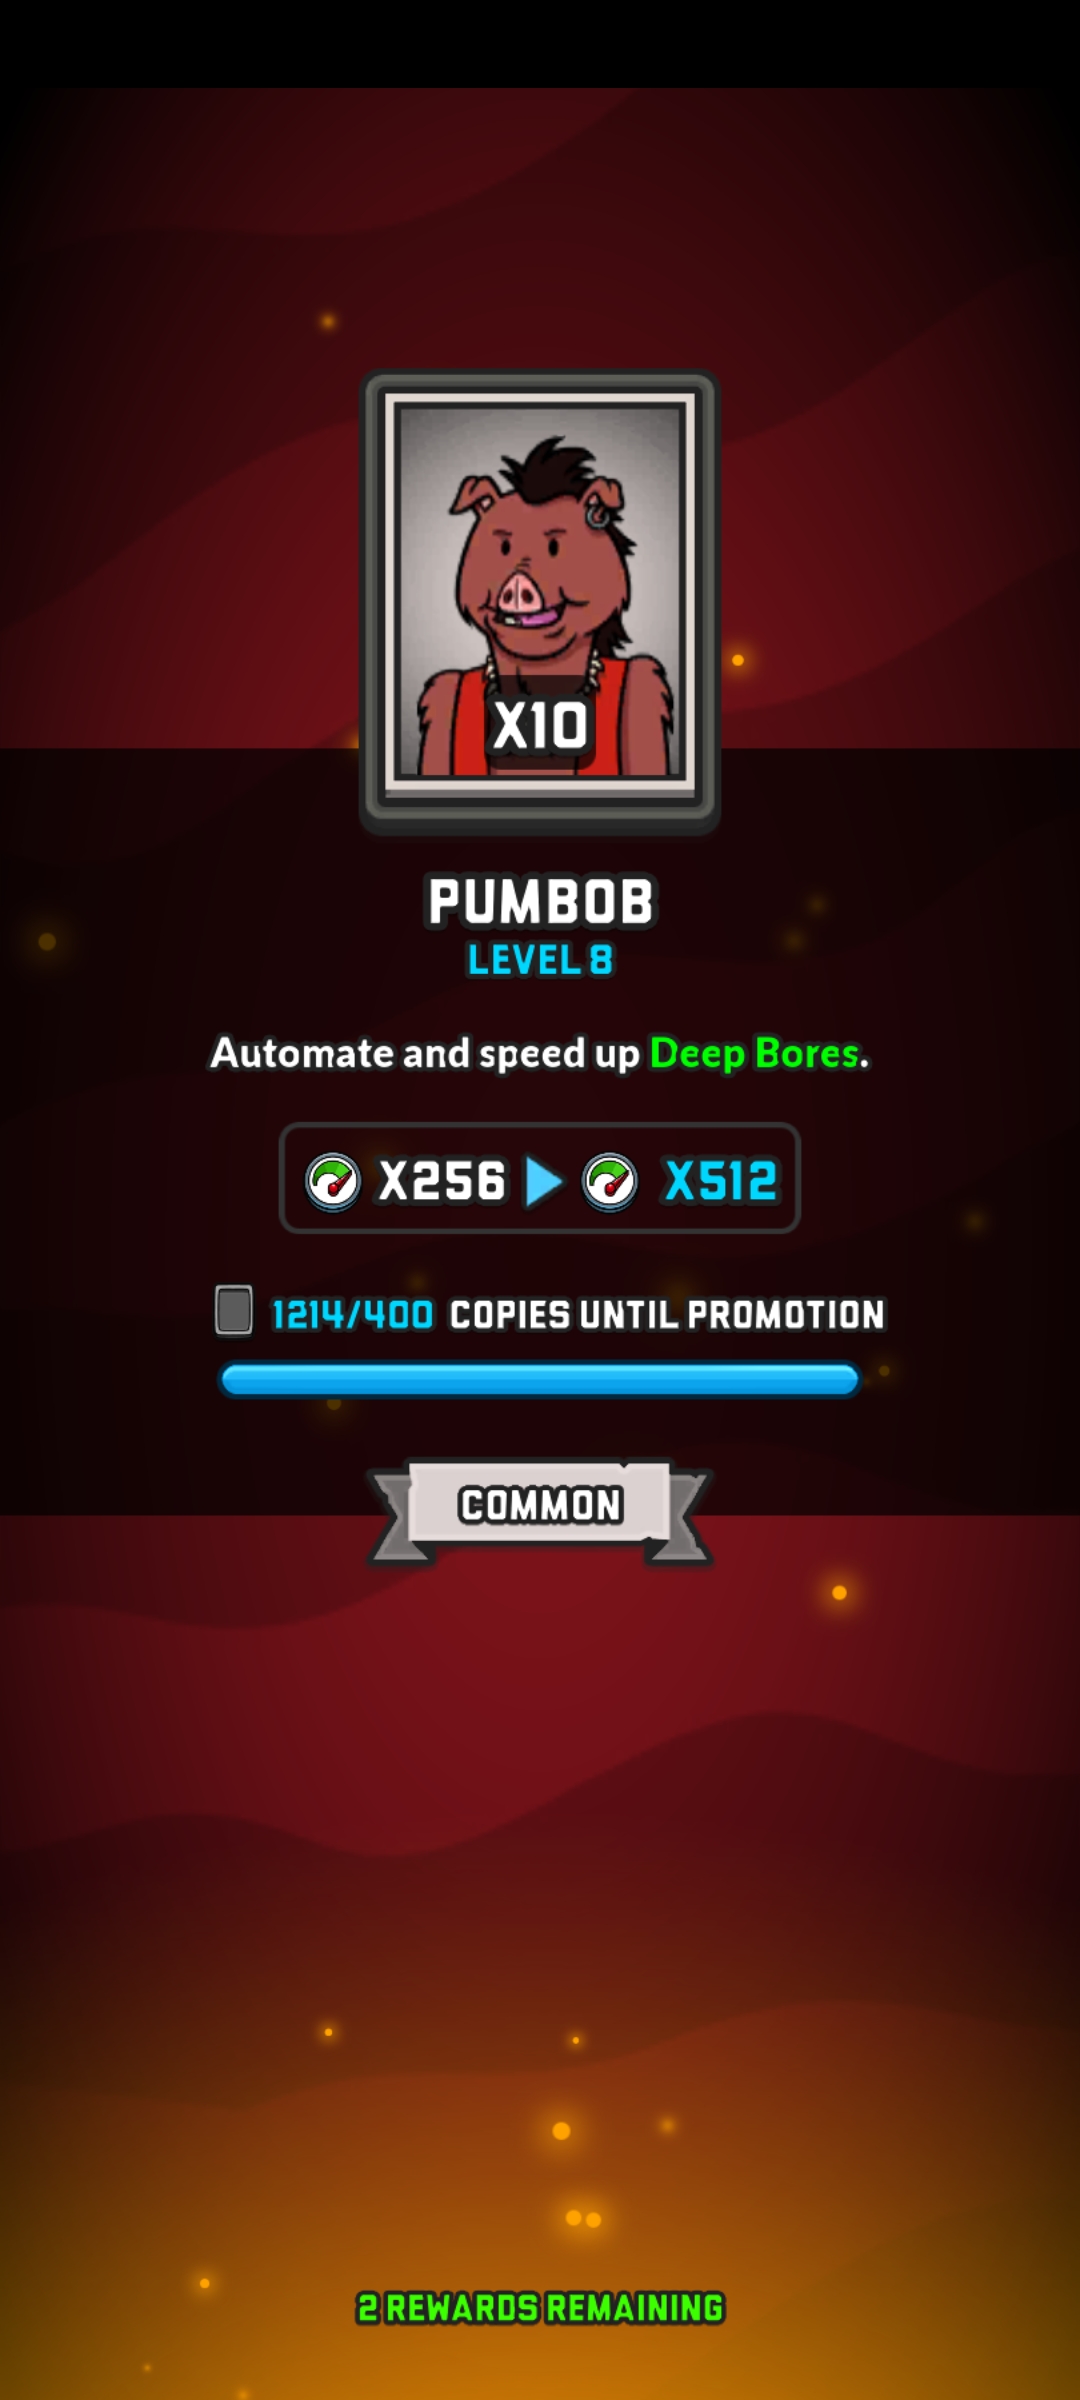 X10
PUMBOB
LEVEL 8
Automate and speed up Deep Bores.
X256 X512
1214/400 COPIES UNTIL PROMOTION
COMMON
2 REWARDS REMAINING